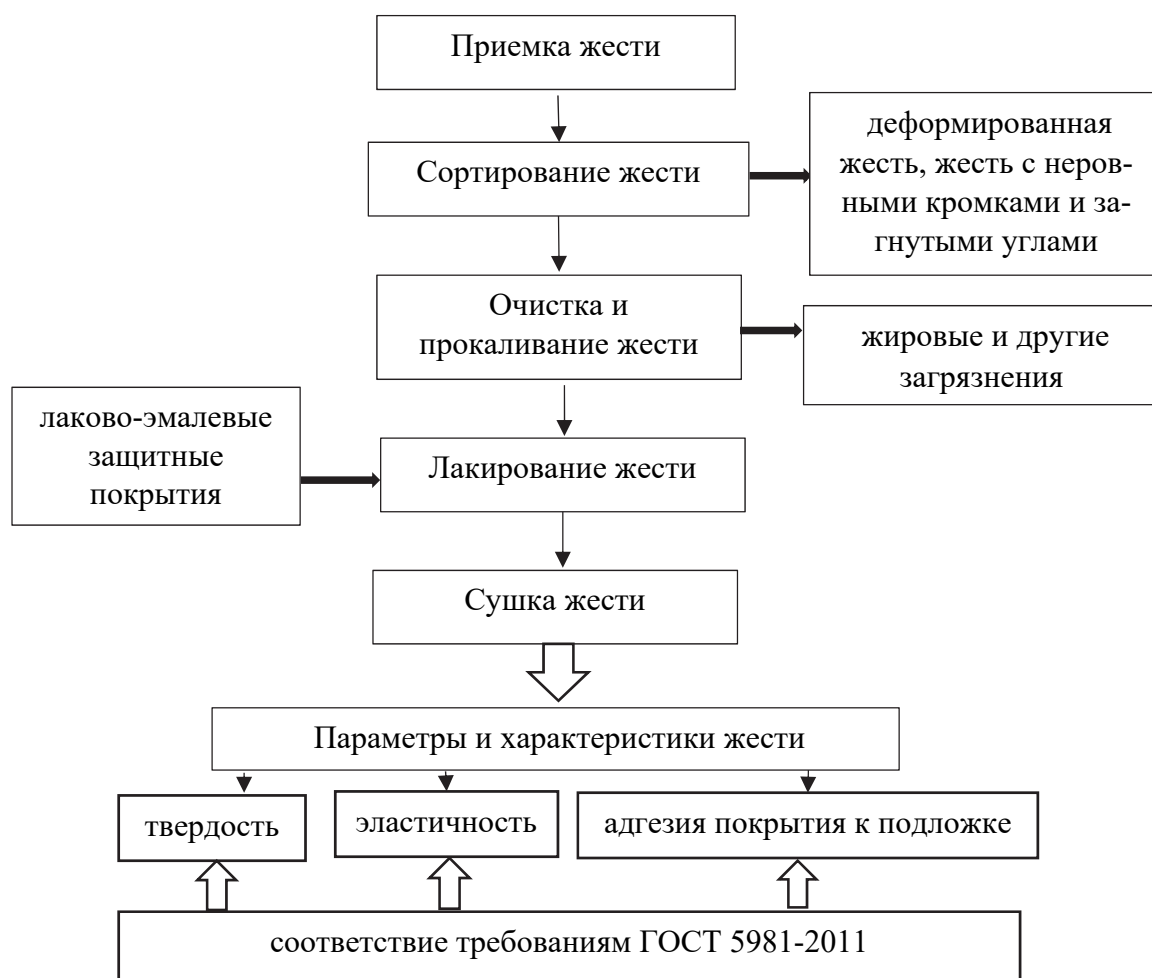 Приемка жести
Сортирование жести
деформированная
жесть, жесть с неров-
ными кромками и за-
гнутыми углами
Очистка и
прокаливание жести
жировые и другие
загрязнения
лаково-эмалевые
защитные
покрытия
Лакирование жести
Сушка жести
Параметры и характеристики жести
твердость
эластичность
адгезия покрытия к подложке
соответствие требованиям ГОСТ 5981-2011